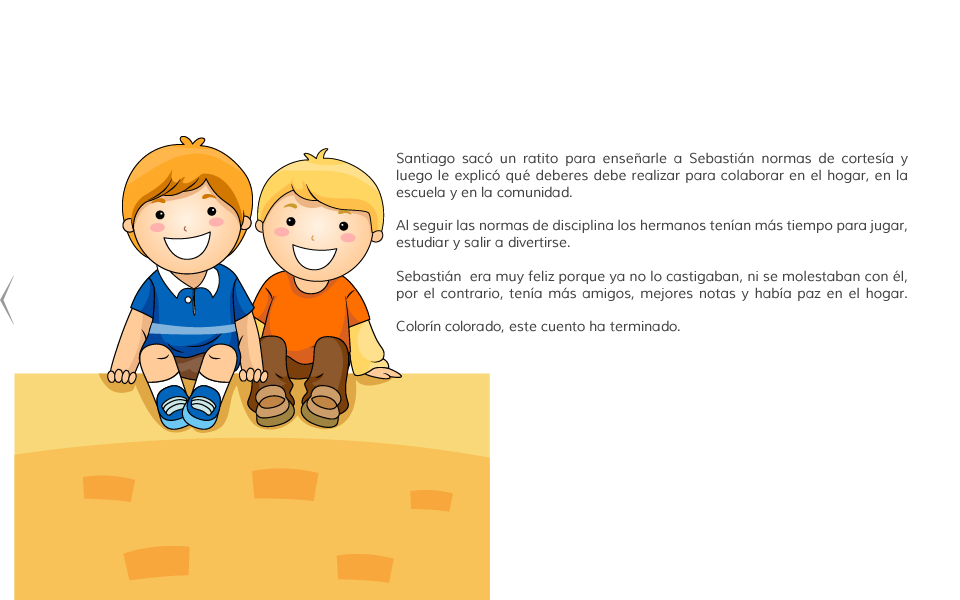 Santiago sacó un ratito para enseñarle a Sebastián normas de cortesía y
luego le explicó qué deberes debe realizar para colaborar en el hogar, en la
escuela y en la comunidad.
Al seguir las normas de disciplina los hermanos tenían más tiempo para jugar,
estudiar y salir a divertirse.
Sebastián era muy feliz porque ya no lo castigaban, ni se molestaban con él,
por el contrario, tenía más amigos, mejores notas y había paz en el hogar.
Colorín colorado, este cuento ha terminado.